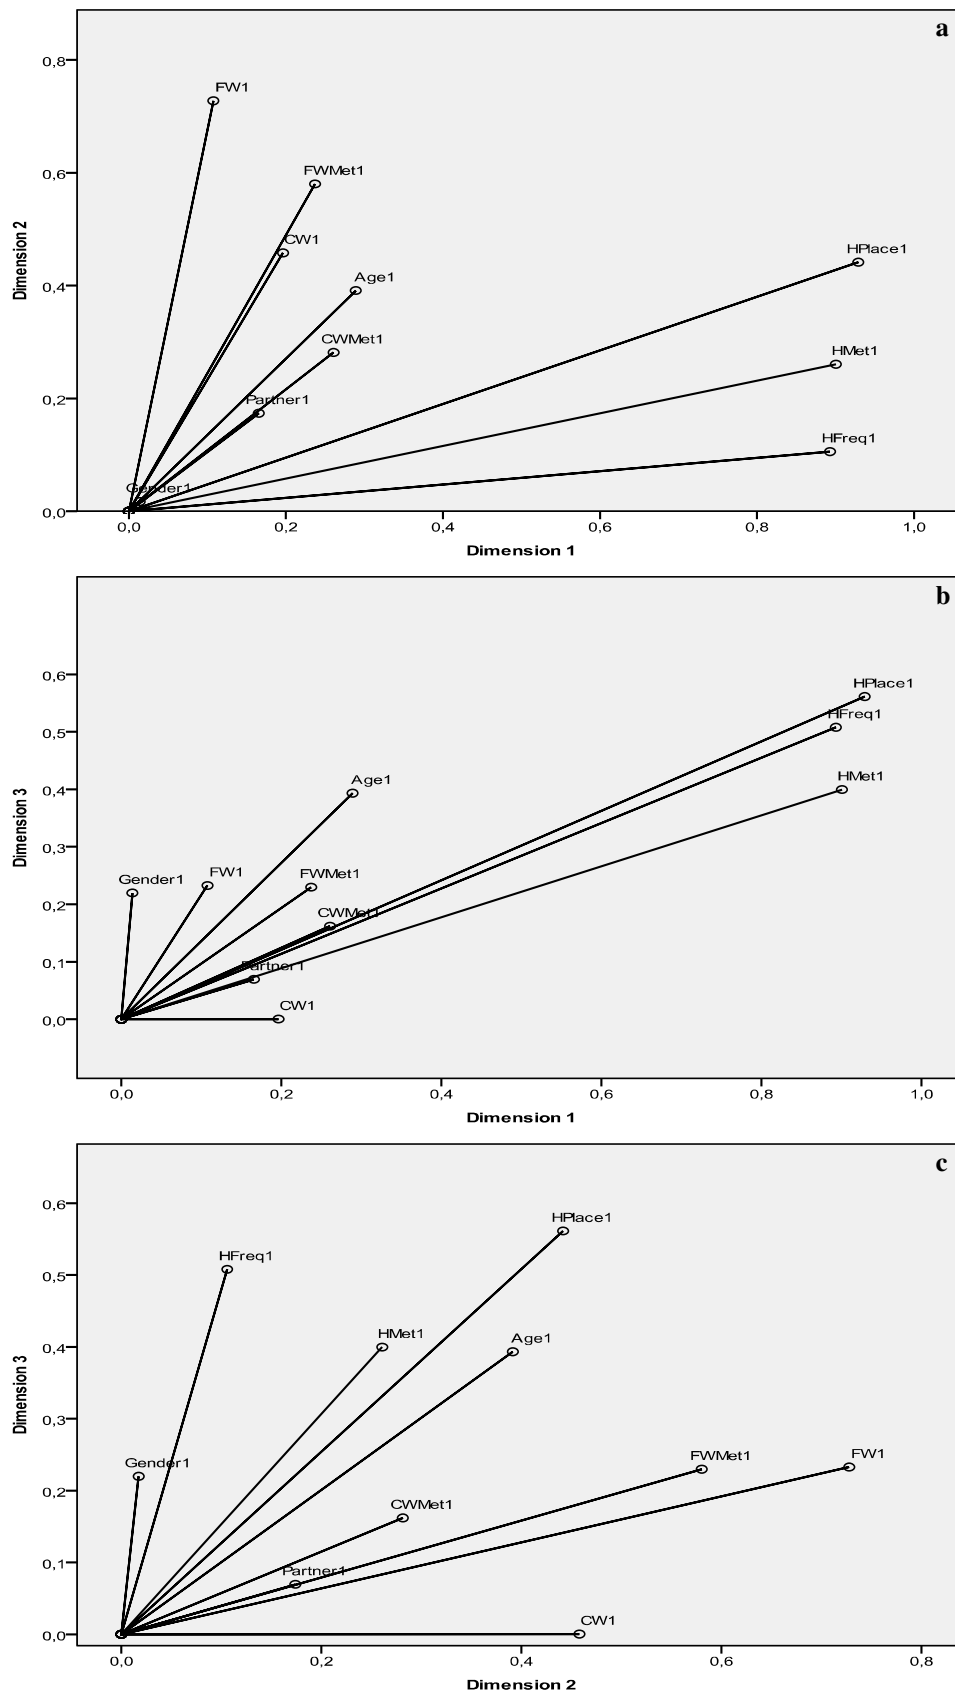 a
0,8
FW1
0,6
FWMet1
CW1
HPlace1
Age1
0,4
CWMet1
HMet1
Partner1
0,2
HFreq1
Gender1
0,0
Dimension 2
0,0 0,2 0,4 0,6 0,8 1,0
Dimension 1
b
0,6
HPlace1
HFreq1
0,5
Age1
HMet1
0,4
0,3
Gender1 FW1 FWMet1
0,2
CWMet1
0,1
Partner1
CW1
0,0
Dimension 3
0,0 0,2 0,4 0,6 0,8 1,0
Dimension 1
c
0,6
HPlace1
HFreq1
0,5
HMet1
Age1
0,4
0,3
Gender1
FWMet1
FW1
0,2
CWMet1
0,1
Partner1
CW1
0,0
Dimension 3
0,0 0,2 0,4 0,6 0,8
Dimension 2